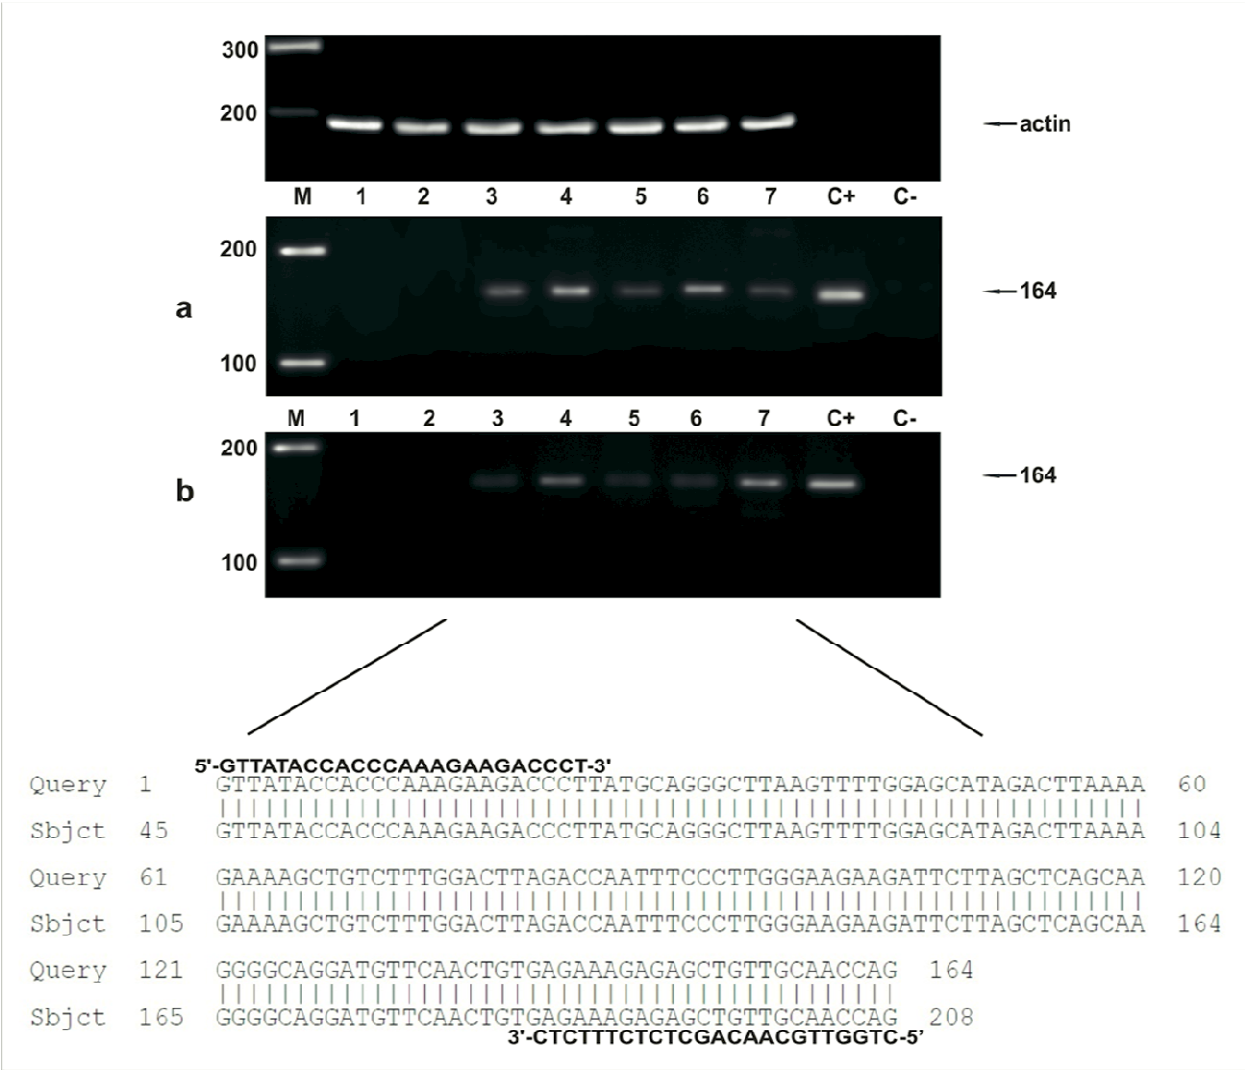 300
200
actin
M 1 2 3 4 5 6 7 C+ C-
200
a
164
100
M 1 2 3 4 5 6 7 C+ C-
200
b
164
100
5'-GTTATACCACCCAAAGAAGACCCT-3'
Query 1 GTTATACCACCCAAAGAAGACCCTTATGCAGGGCTTAAGTTTTGGAGCATAGACTTAAAA 60
Sbjct 45 GTTATACCACCCAAAGAAGACCCTTATGCAGGGCTTAAGTTTTGGAGCATAGACTTAAAA 104
Query 61 GAAAAGCTGTCTTTGGACTTAGACCAATTTCCCTTGGGAAGAAGATTCTTAGCTCAGCAA 120
Sbjct 105 GAAAAGCTGTCTTTGGACTTAGACCAATTTCCCTTGGGAAGAAGATTCTTAGCTCAGCAA 164
Query 121 GGGGCAGGATGTTCAACTGTGAGAAAGAGAGCTGTTGCAACCAG 164
Sbjct 165 GGGGCAGGATGTTCAACTGTGAGAAAGAGAGCTGTTGCAACCAG 208
3'-CTCTTTCTCTCGACAACGTTGGTC-5'